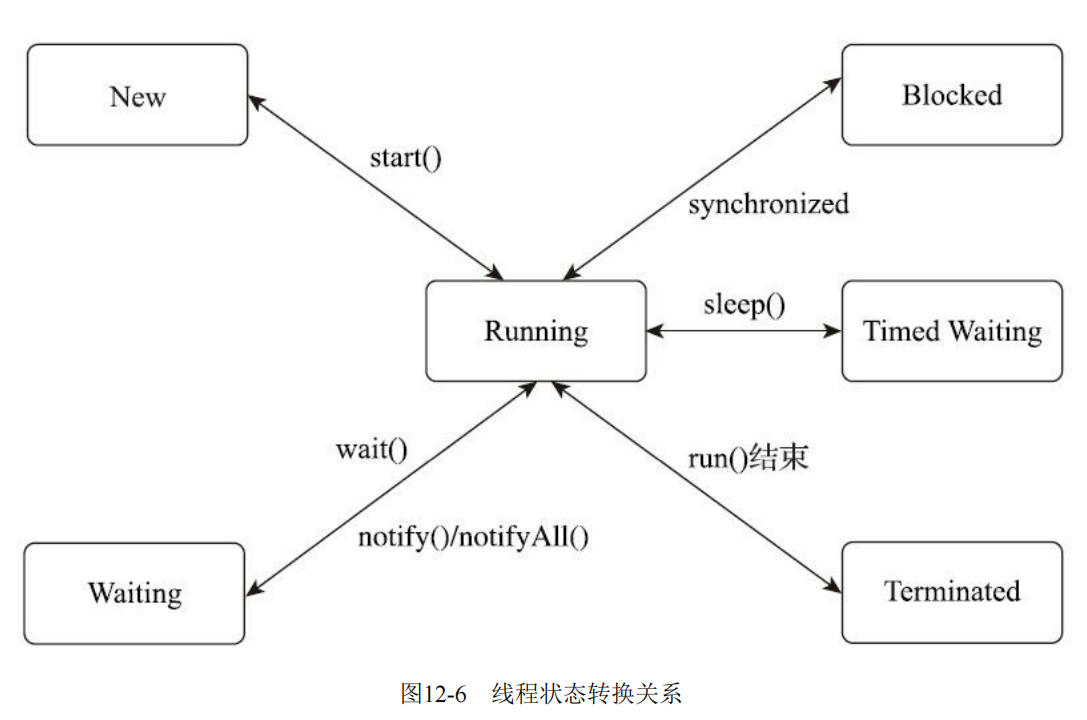 New
Blocked
start()
synchronized
Running
sleep()
Timed Waiting
wait()
run()结束
notify()/notifyAll()
Waiting
Terminated
图12-6 线程状态转换关系